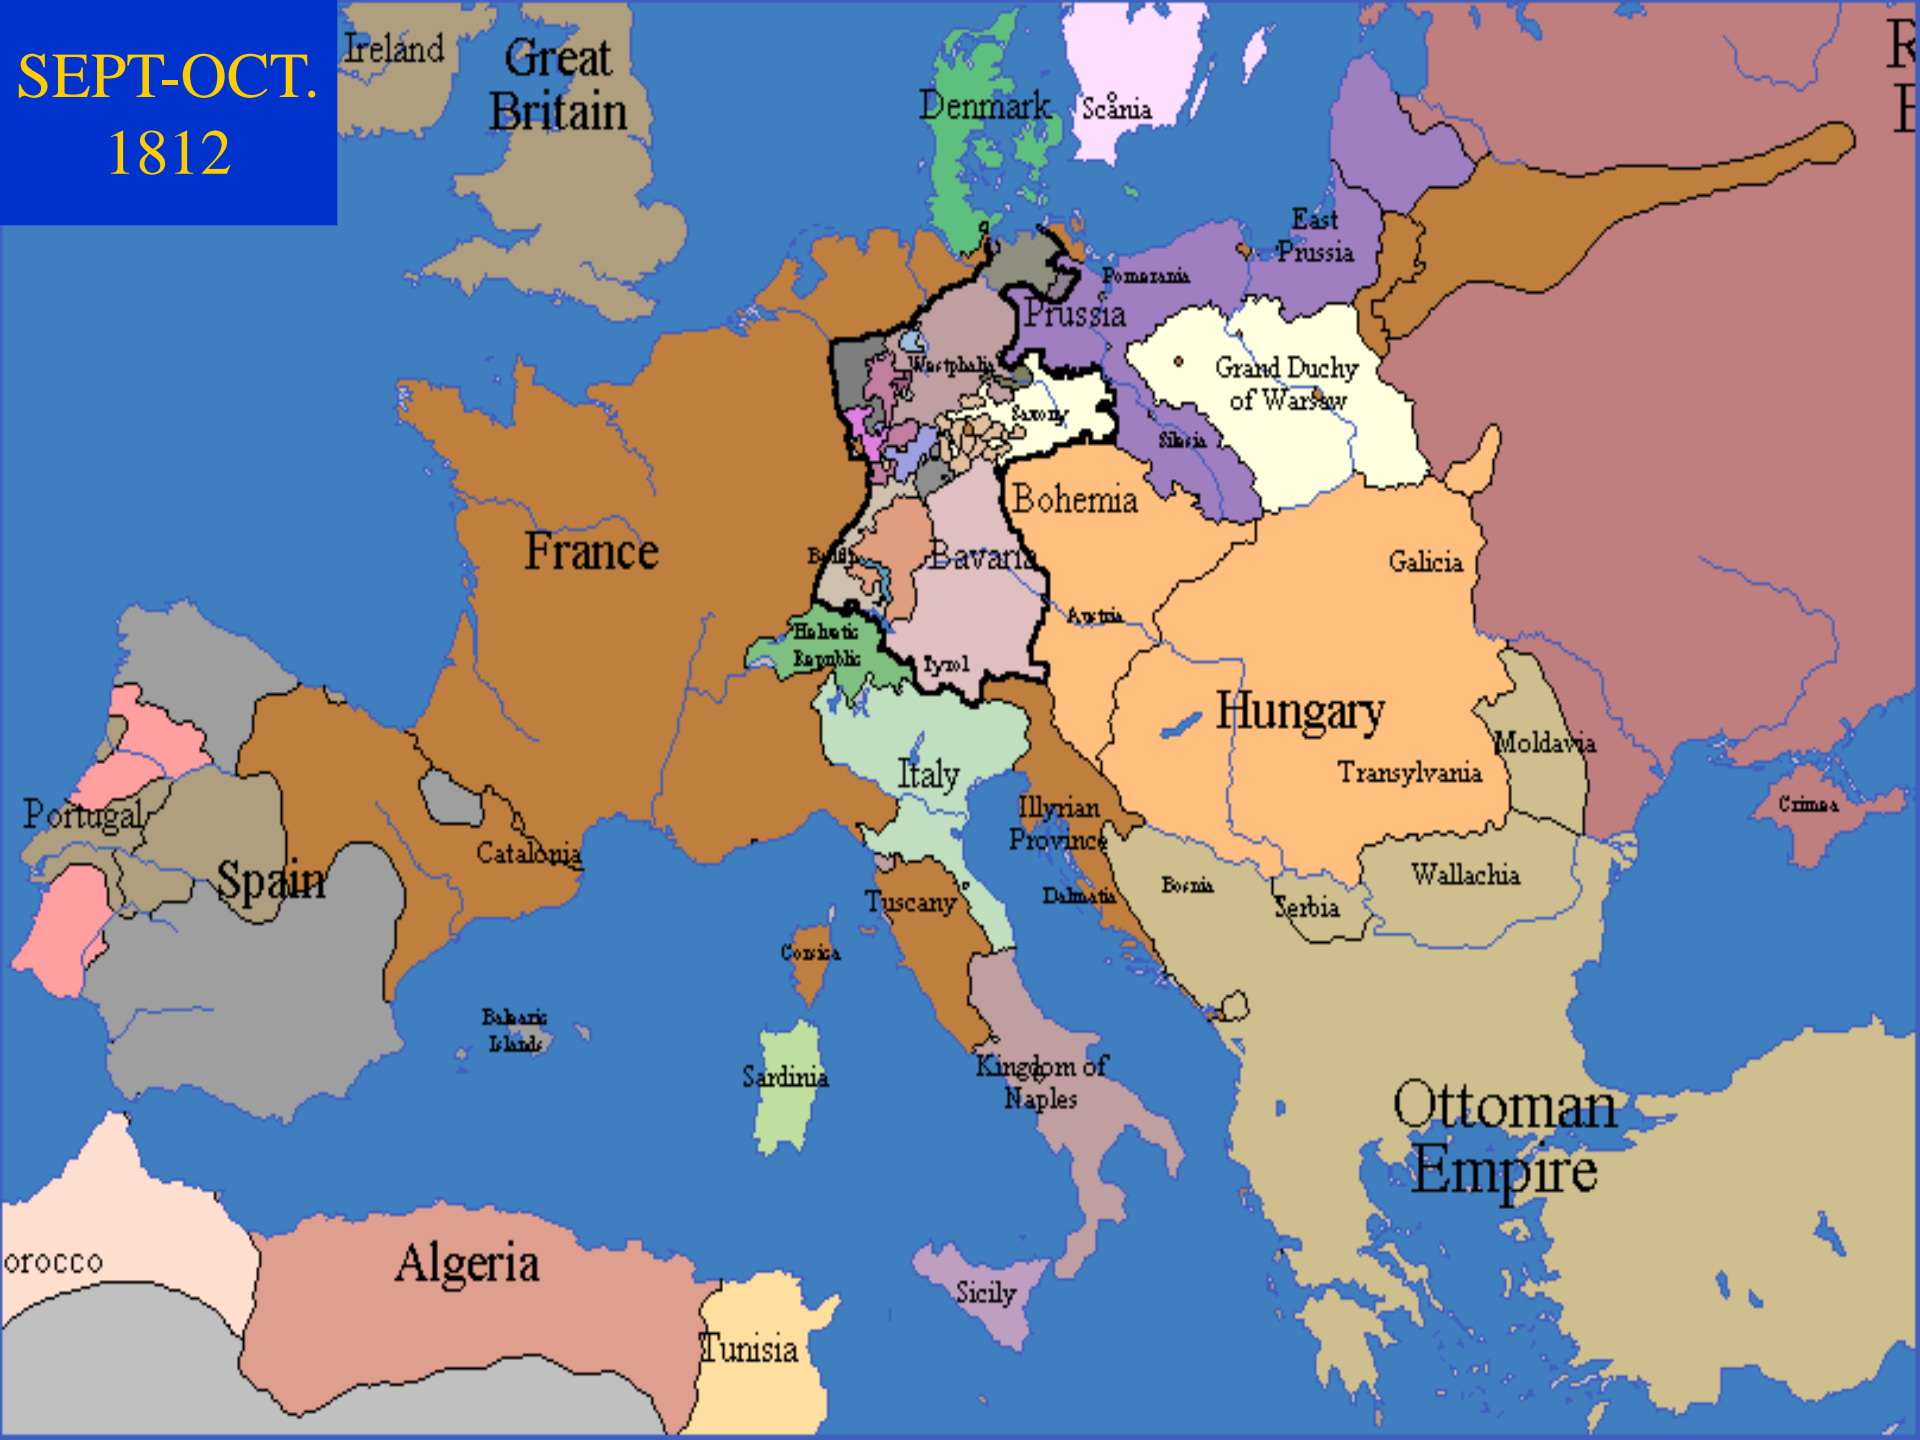 SEPT-OCT.
1812
Ireland
Great
Britain
Denmark
Scånia
R
E
East
Prussia
Pomerania
Prussia
Grand Duchy
of Warsaw
Westphalia
Saxony
Silesia
Bohemia
France
Bavaria
Galicia
Austria
Helvetic
Republic
Tyrol
Hungary
Moldavia
Transylvania
Italy
Illyrian
Province
Crimea
Portugal
Catalonia
Spain
Tuscany
Dalmatia
Bosnia
Serbia
Wallachia
Corsica
Balearic
Islands
Sardinia
Kingdom of
Naples
Ottoman
Empire
orocco
Algeria
Sicily
Tunisia